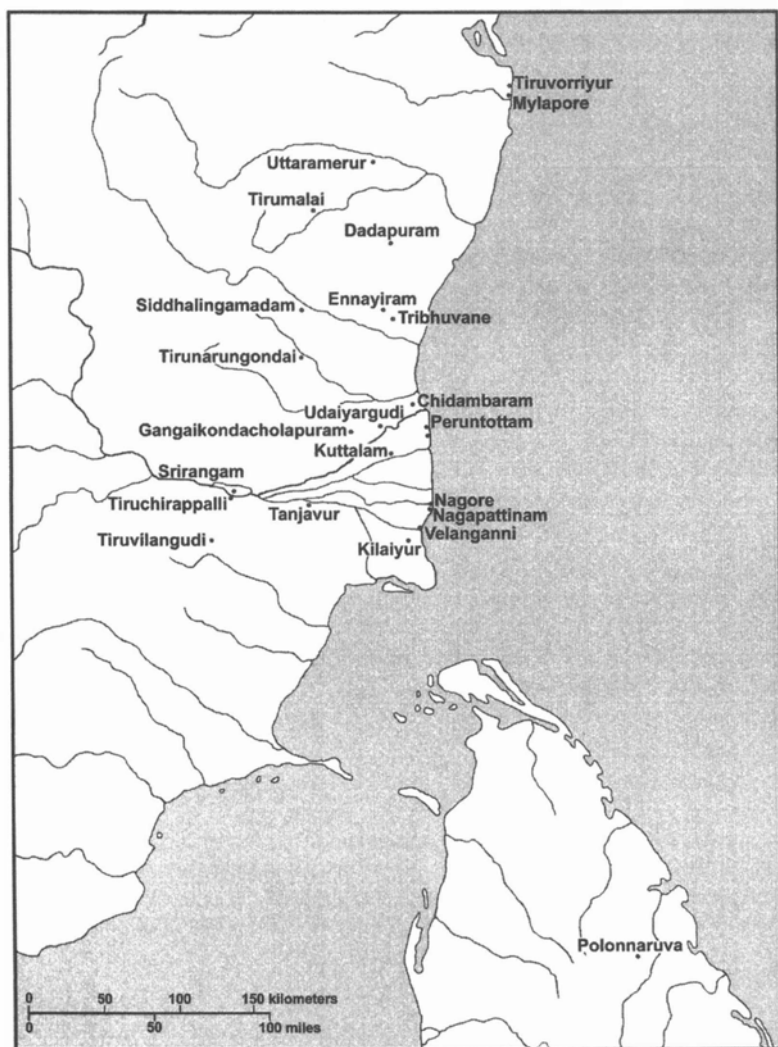 Tiruvorriyur
Mylapore
Uttaramerur
Tirumalai
Dadapuram
Ennayiram
Siddhalingamadam
Tribhuvane
Tirunarungondai
Chidambaram
Udaiyargudi
Peruntottam
Gangaikondacholapuram
Kuttalam
Srirangam
Nagore
Tiruchirappalli
Tanjavur
Nagapattinam
Velanganni
Tiruvilangudi
Kilaiyur
Polonnaruva
0 50 100 150 kilometers
0 50 100 miles